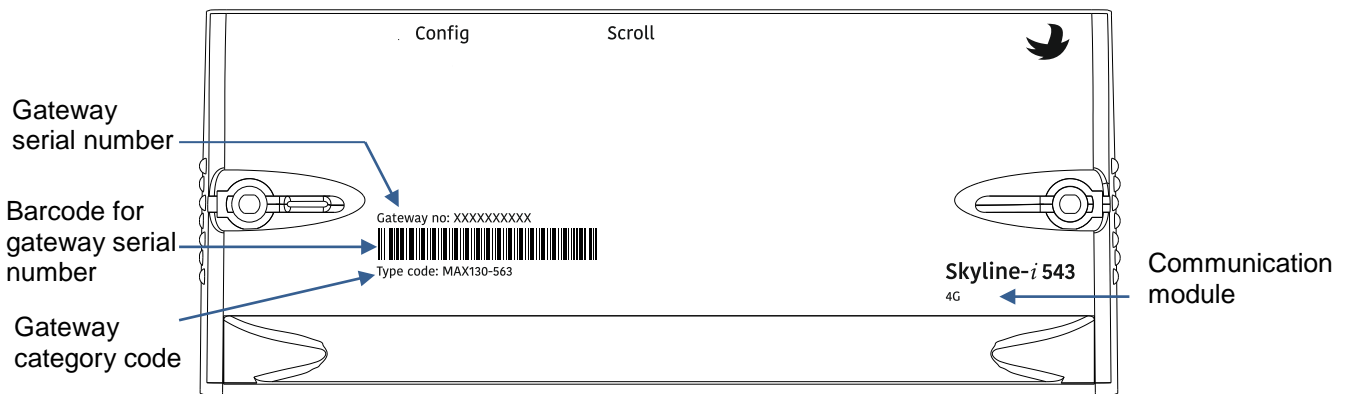 Config
Scroll
Gateway
serial number
Barcode for
gateway serial
number
Gateway
category code
Gateway no: XXXXXXXXXX
Type code: MAX130-563
Skyline-i 543
4G
Communication
module